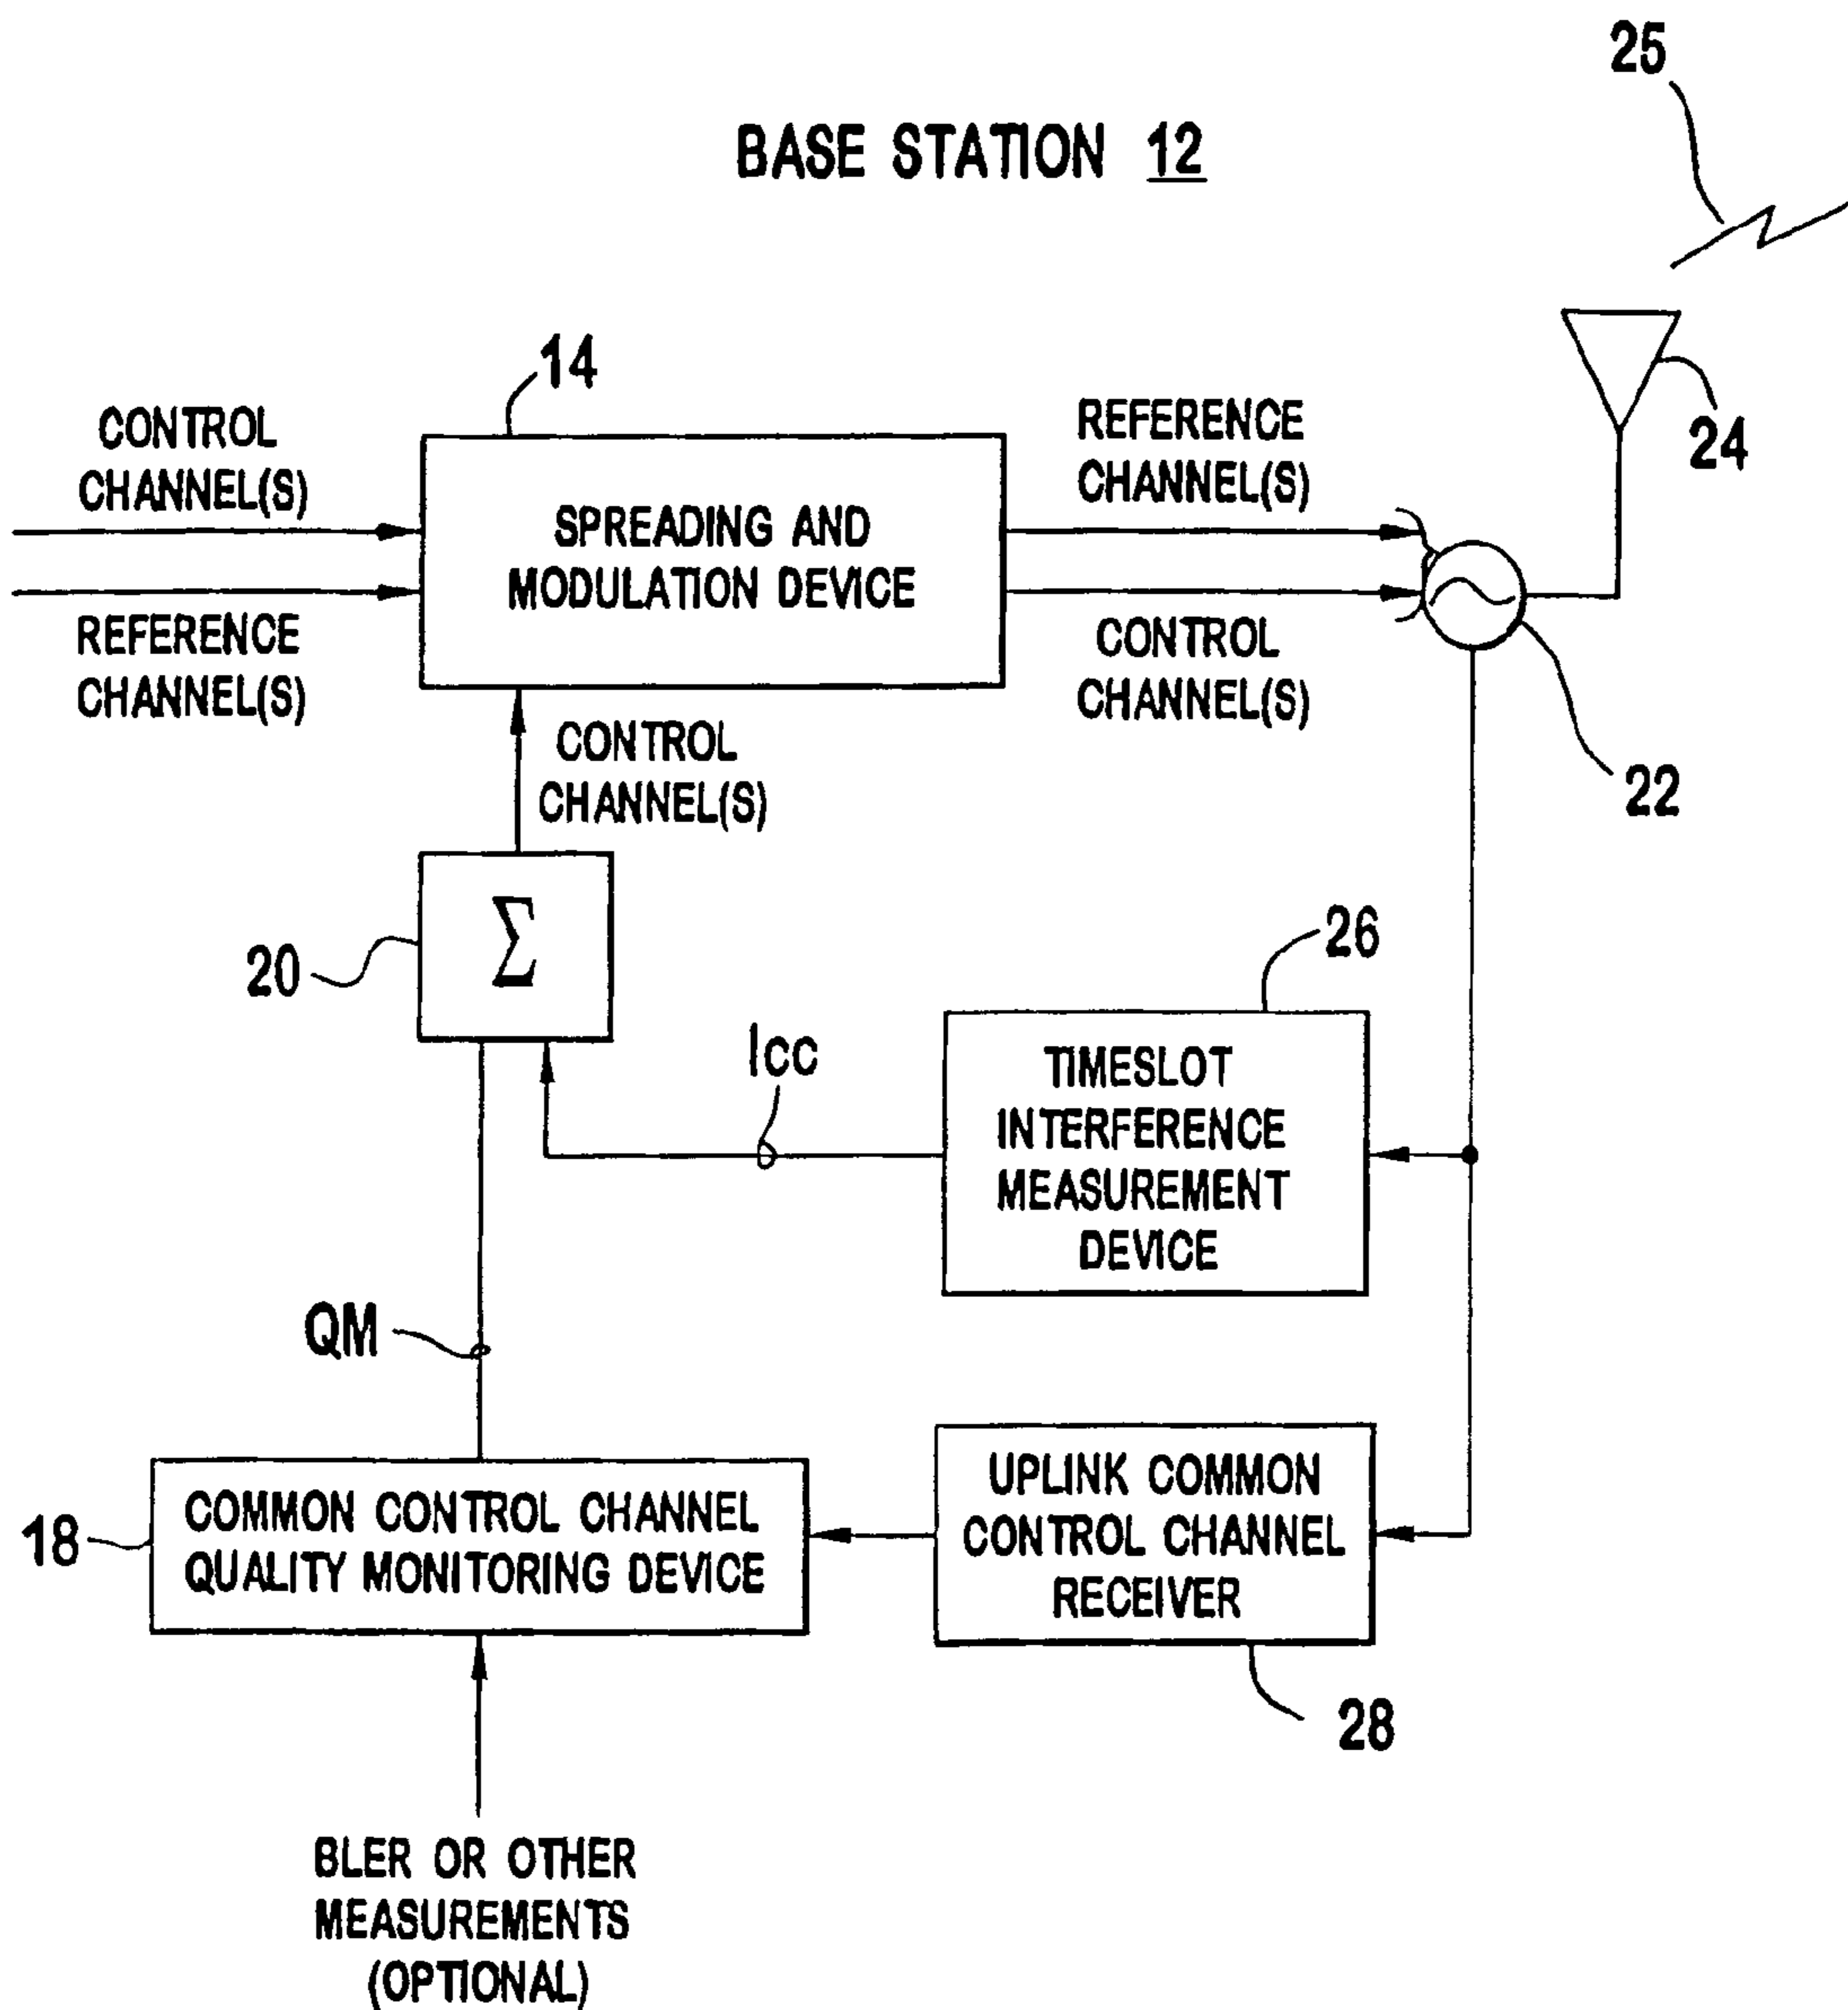 25
BASE STATION 12
14
CONTROL
CHANNEL(S)
REFERENCE
CHANNEL(S)
24
SPREADING AND
MODULATION DEVICE
REFERENCE
CHANNEL(S)
CONTROL
CHANNEL(S)
22
CONTROL
CHANNEL(S)
20
Σ
26
Icc
TIMESLOT
INTERFERENCE
MEASUREMENT
DEVICE
QM
18
COMMON CONTROL CHANNEL
QUALITY MONITORING DEVICE
UPLINK COMMON
CONTROL CHANNEL
RECEIVER
28
BLER OR OTHER
MEASUREMENTS
(OPTIONAL)